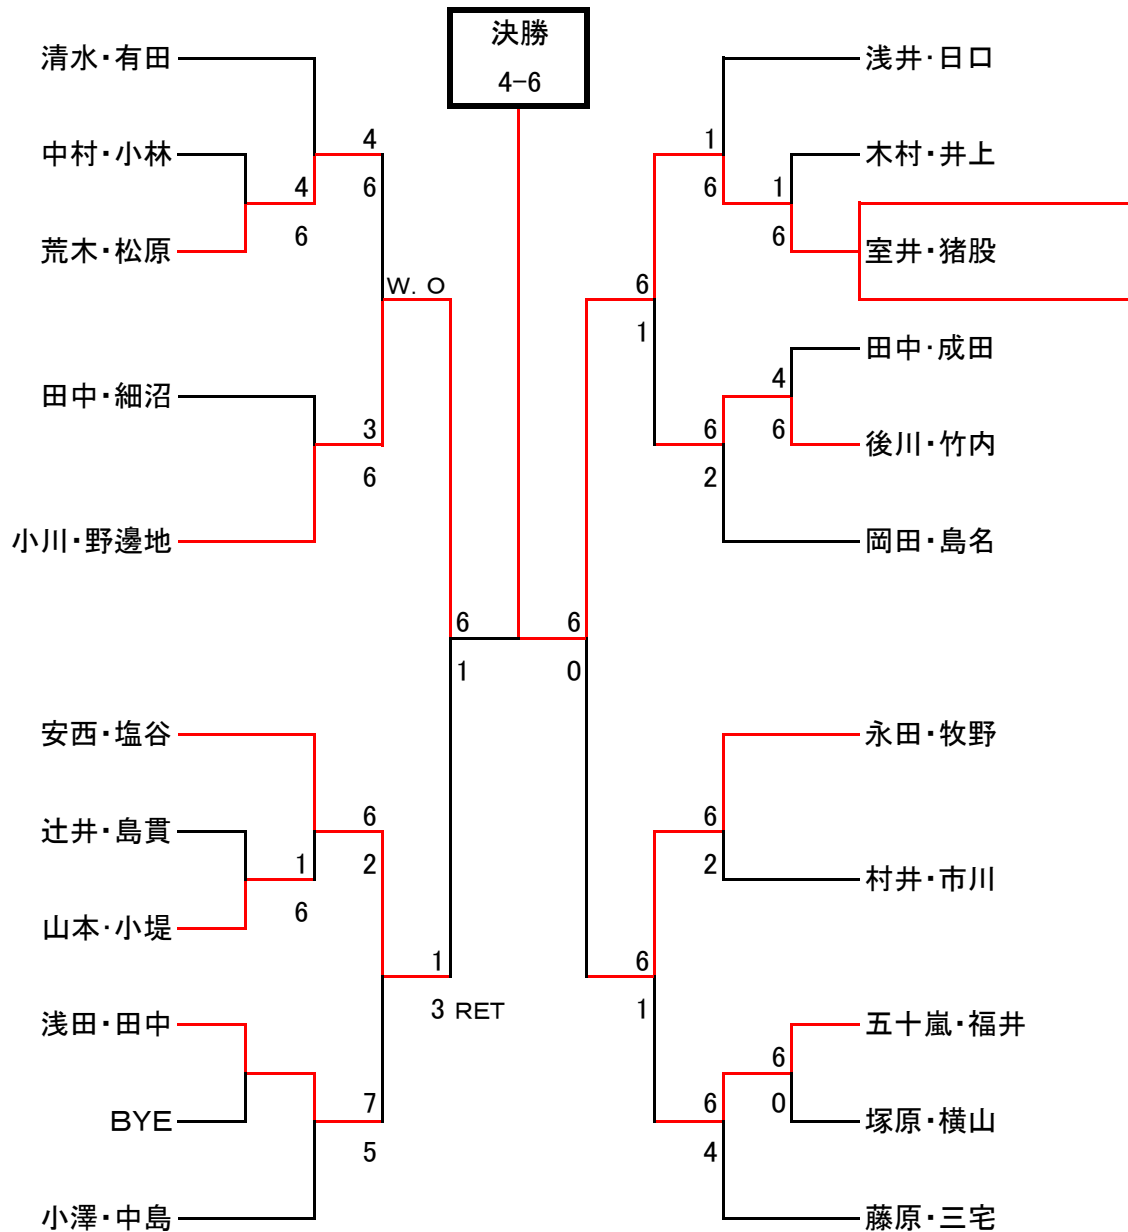 決勝
4-6
清水・有田
中村・小林
4
6
荒木・松原
4
6
W.O
田中・細沼
3
6
小川・野邊地
6
1
安西・塩谷
辻井・島貫
1
6
山本・小堤
6
2
1
3 RET
浅田・田中
BYE
7
5
小澤・中島
浅井・日口
1
6
木村・井上
1
6
室井・猪股
6
1
田中・成田
4
6
後川・竹内
6
2
岡田・島名
6
0
永田・牧野
6
2
村井・市川
6
1
五十嵐・福井
6
0
塚原・横山
6
4
藤原・三宅